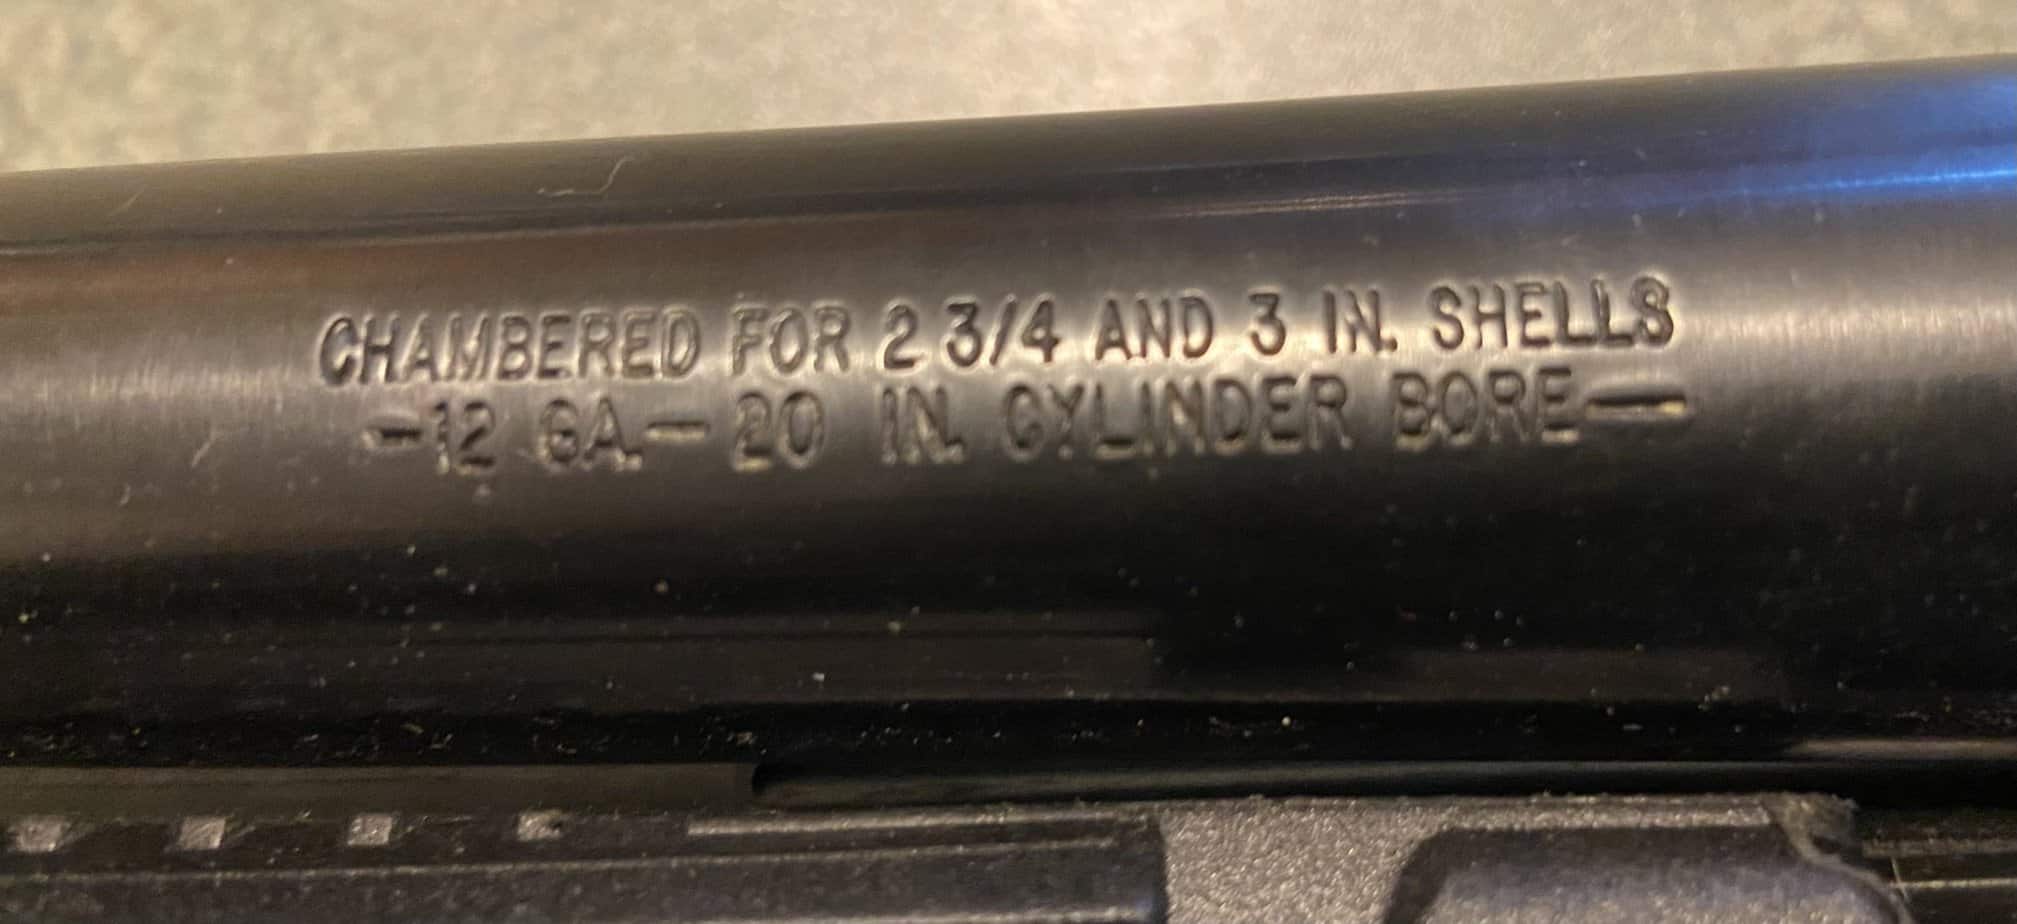 CHAMBERED FOR 2 3/4 AND 3 IN. SHELLS
-12 GA.- 20 IN. CYLINDER BORE-